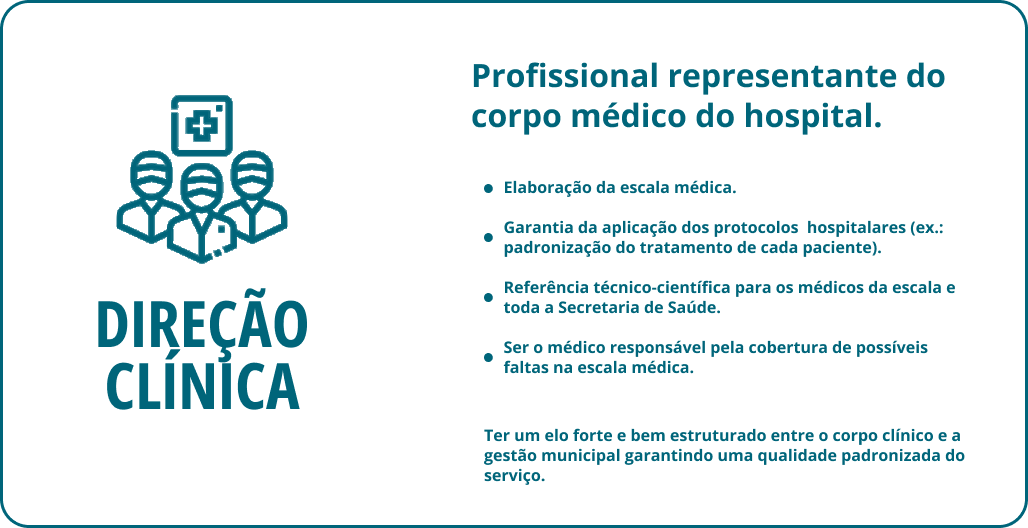 DIREÇÃO
CLÍNICA
Profissional representante do
corpo médico do hospital.
Elaboração da escala médica.
Garantia da aplicação dos protocolos  hospitalares (ex.:
padronização do tratamento de cada paciente).
Referência técnico-científica para os médicos da escala e
toda a Secretaria de Saúde.
Ser o médico responsável pela cobertura de possíveis
faltas na escala médica.
Ter um elo forte e bem estruturado entre o corpo clínico e a
gestão municipal garantindo uma qualidade padronizada do
serviço.